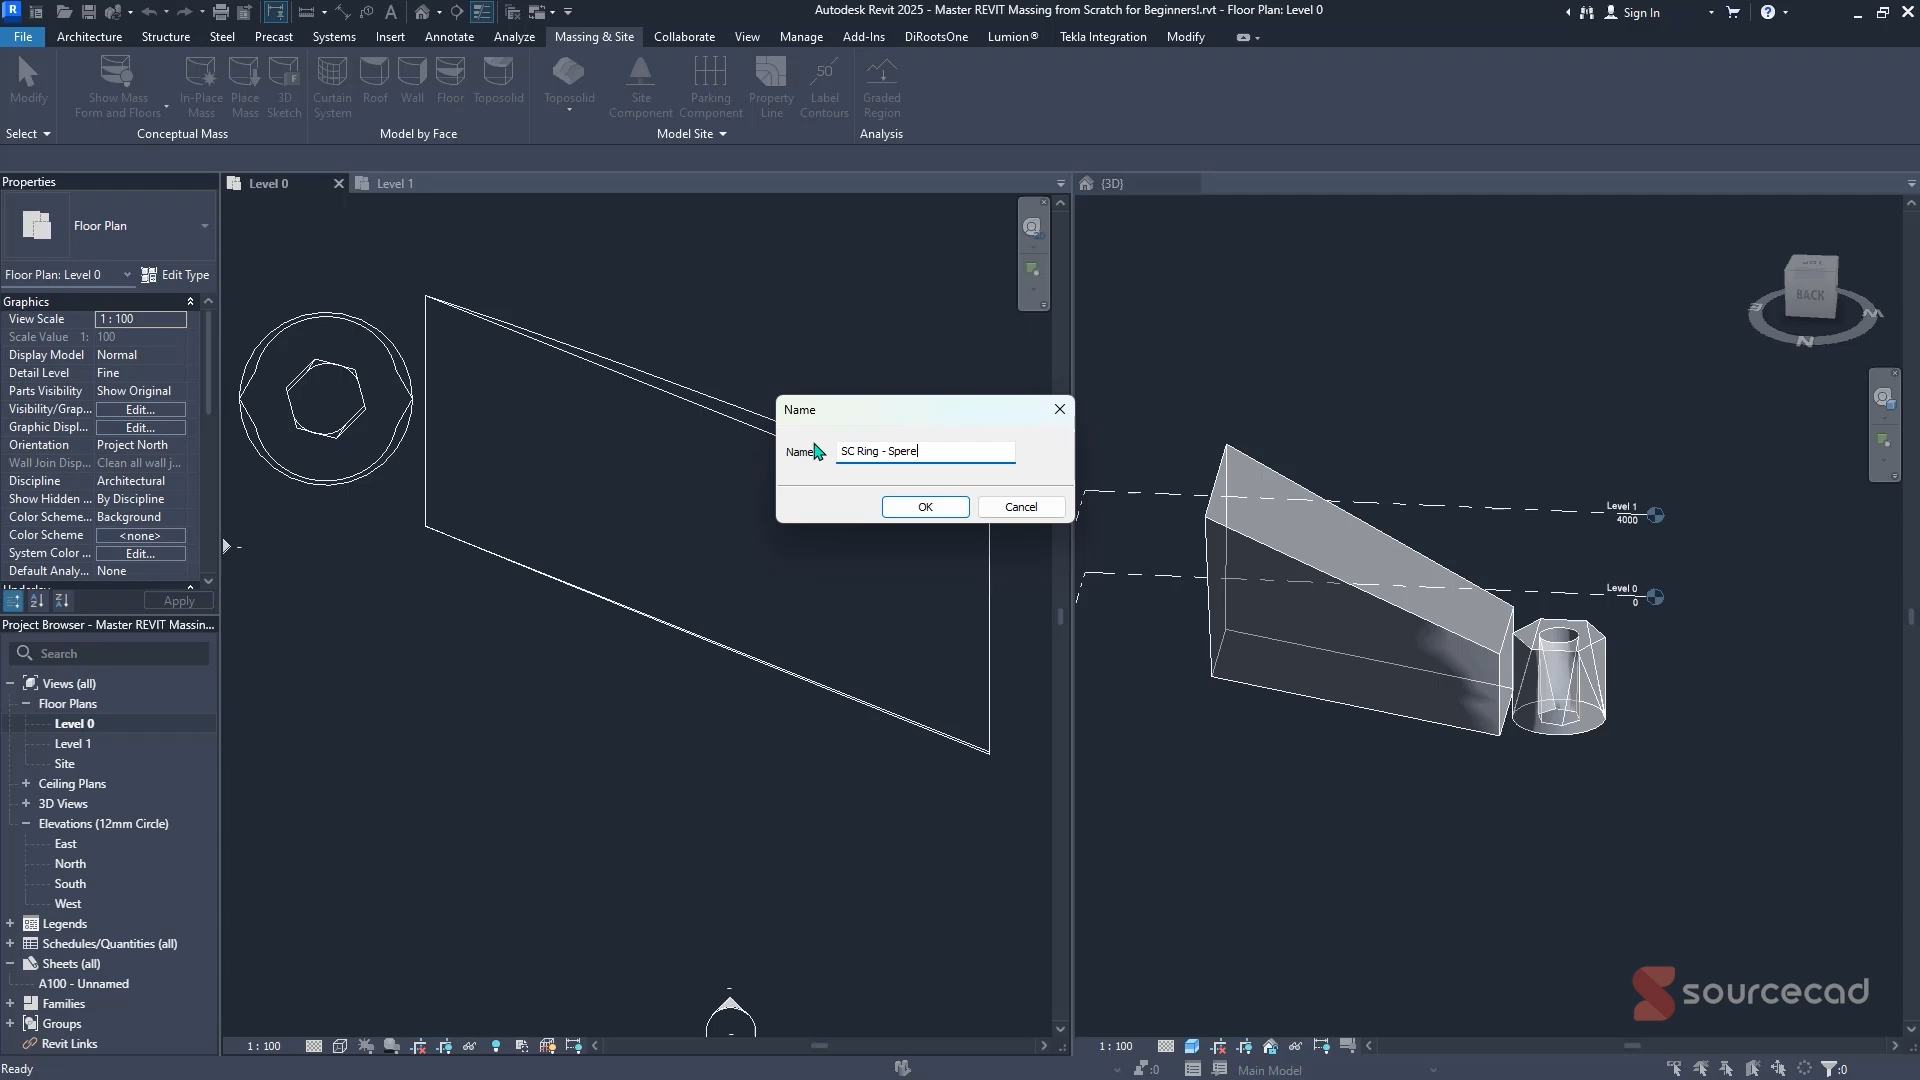 R
Autodesk Revit 2025 - Master REVIT Massing from Scratch for Beginners!.rvt - Floor Plan: Level 0
Sign In
File Architecture Structure Steel Precast Systems Insert Annotate Analyze Massing & Site Collaborate View Manage Add-Ins DiRootsOne Lumion® Tekla Integration Modify
Modify
Show Mass
Form and Floors
In-Place
Mass
Place
Mass
3D
Sketch
Curtain
System
Roof
Wall
Floor
Toposolid
Toposolid
Site
Component
Parking
Component
Property
Line
50
Label
Contours
Graded
Region
Select
Conceptual Mass
Model by Face
Model Site
Analysis
Properties
Floor Plan
Floor Plan: Level 0
Edit Type
Graphics
View Scale 1 : 100
Scale Value 1: 100
Display Model Normal
Detail Level Fine
Parts Visibility Show Original
Visibility/Grap... Edit...
Graphic Displ... Edit...
Orientation Project North
Wall Join Disp... Clean all wall j...
Discipline Architectural
Show Hidden ... By Discipline
Color Scheme... Background
Color Scheme <none>
System Color ... Edit...
Default Analy... None
Underlay
Apply
Project Browser - Master REVIT Massin...
Search
Views (all)
Floor Plans
Level 0
Level 1
Site
Ceiling Plans
3D Views
Elevations (12mm Circle)
East
North
South
West
Legends
Schedules/Quantities (all)
Sheets (all)
A100 - Unnamed
Families
Groups
Revit Links
Level 0
Level 1
{3D}
Name
Name
SC Ring - Spere
OK
Cancel
TOP
BACK
N
Level 1
4000
Level 0
0
sourcecad
1 : 100
1 : 100
Ready
:0
Main Model
:0